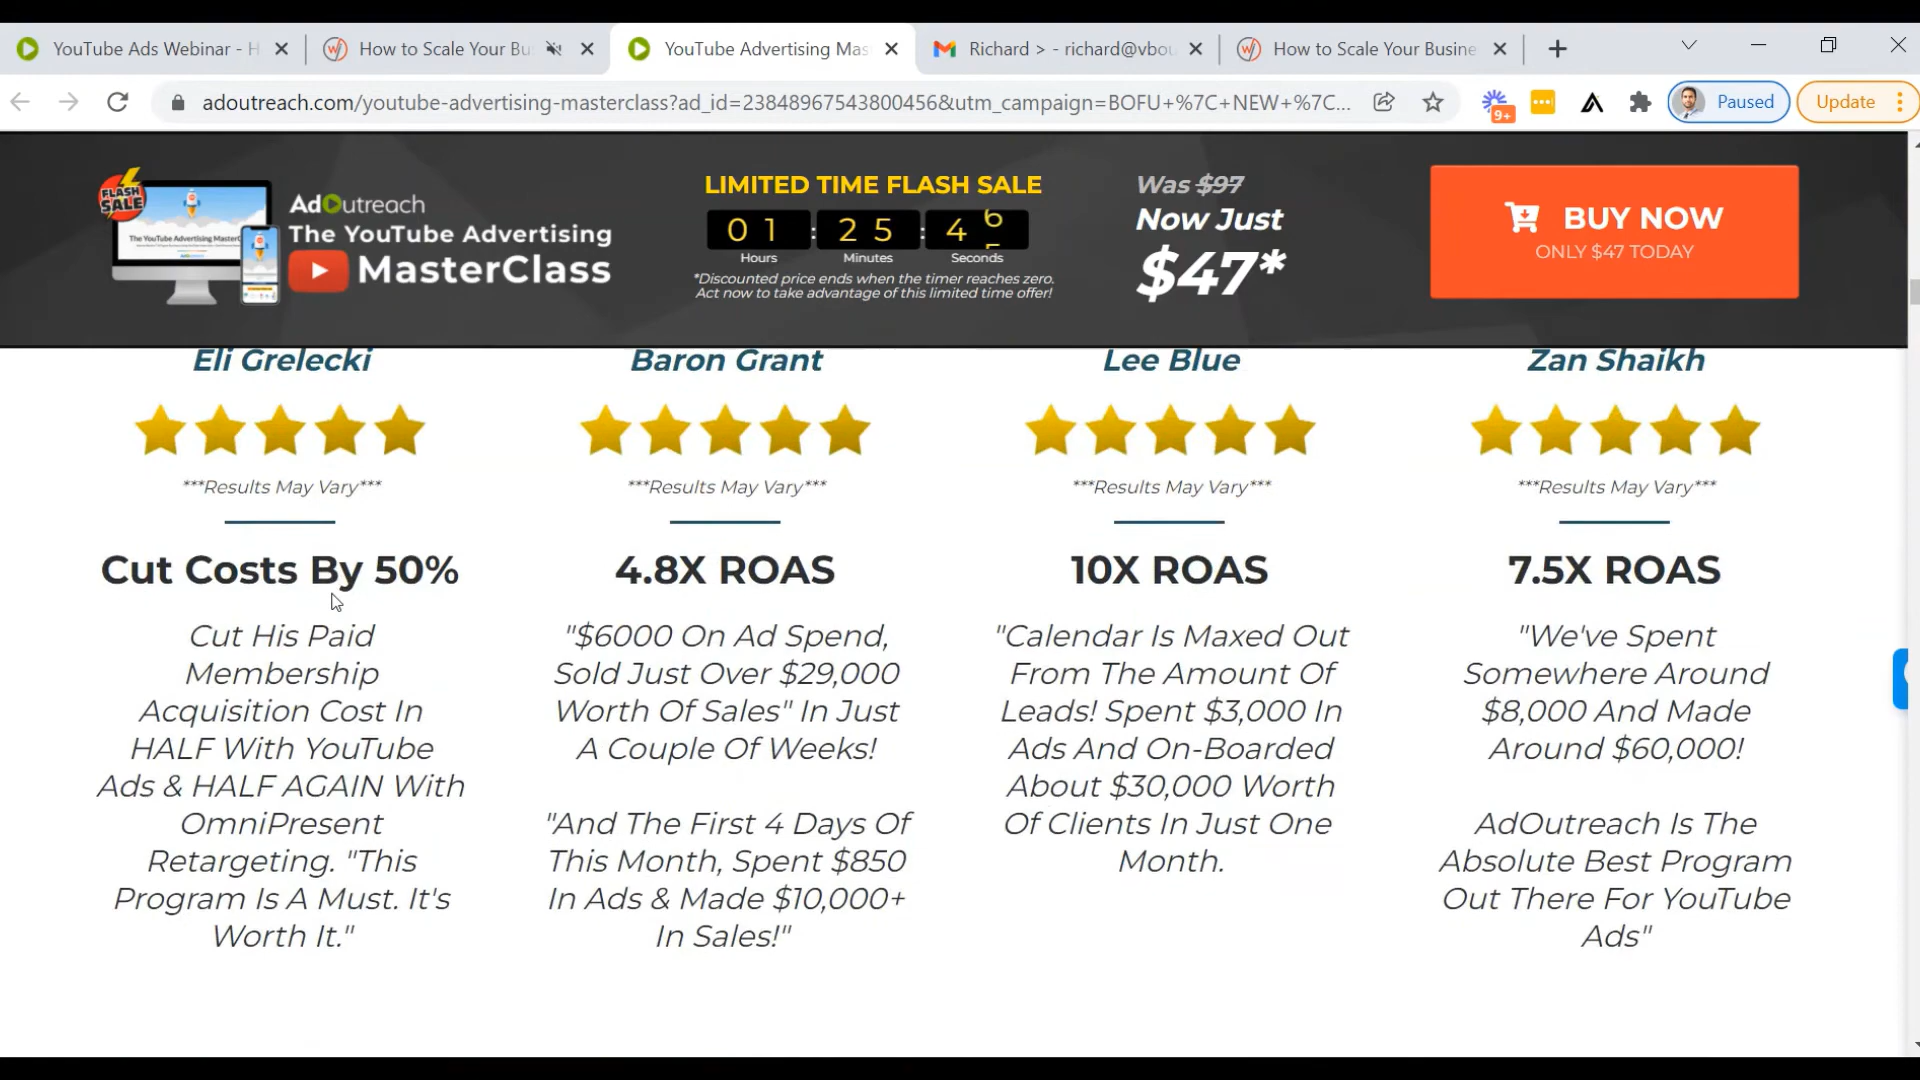 YouTube Ads Webinar - H
How to Scale Your Bu
YouTube Advertising Mas
Richard > - richard@vbou
How to Scale Your Busine
adoutreach.com/youtube-advertising-masterclass?ad_id=23848967543800456&utm_campaign=BOFU+%7C+NEW+%7C...
9+
Paused
Update
FLASH
SALE
AdOutreach
The YouTube Advertising
MasterClass
LIMITED TIME FLASH SALE
01 : 25 : 46
Hours Minutes Seconds
*Discounted price ends when the timer reaches zero.
Act now to take advantage of this limited time offer!
Was $97
Now Just
$47*
BUY NOW
ONLY $47 TODAY
Eli Grelecki
***Results May Vary***
Cut Costs By 50%
Cut His Paid
Membership
Acquisition Cost In
HALF With YouTube
Ads & HALF AGAIN With
OmniPresent
Retargeting. "This
Program Is A Must. It's
Worth It."
Baron Grant
***Results May Vary***
4.8X ROAS
"$6000 On Ad Spend,
Sold Just Over $29,000
Worth Of Sales" In Just
A Couple Of Weeks!
"And The First 4 Days Of
This Month, Spent $850
In Ads & Made $10,000+
In Sales!"
Lee Blue
***Results May Vary***
10X ROAS
"Calendar Is Maxed Out
From The Amount Of
Leads! Spent $3,000 In
Ads And On-Boarded
About $30,000 Worth
Of Clients In Just One
Month.
Zan Shaikh
***Results May Vary***
7.5X ROAS
"We've Spent
Somewhere Around
$8,000 And Made
Around $60,000!
AdOutreach Is The
Absolute Best Program
Out There For YouTube
Ads"